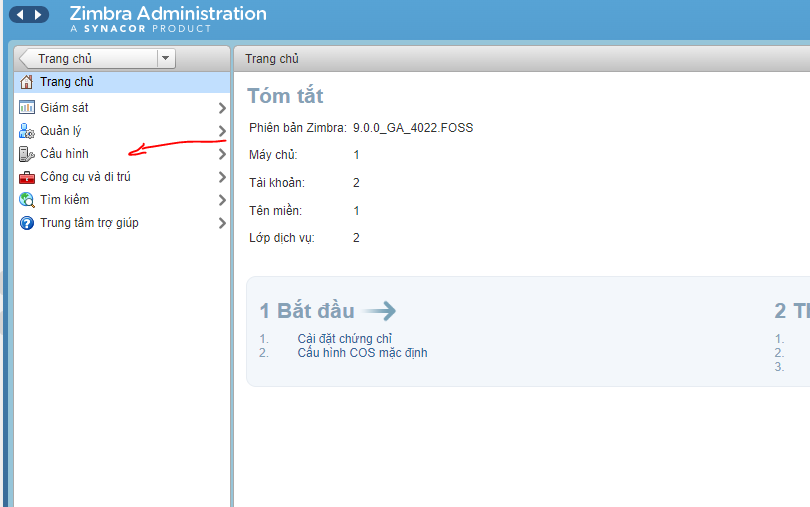 Zimbra Administration
A SYNACOR PRODUCT
Trang chủ
Trang chủ
Giám sát
Quản lý
Cấu hình
Công cụ và di trú
Tìm kiếm
Trung tâm trợ giúp
Trang chủ
Tóm tắt
Phiên bản Zimbra: 9.0.0_GA_4022.FOSS
Máy chủ: 1
Tài khoản: 2
Tên miền: 1
Lớp dịch vụ: 2
1 Bắt đầu
1. Cài đặt chứng chỉ
2. Cấu hình COS mặc định
2
1.
2.
3.